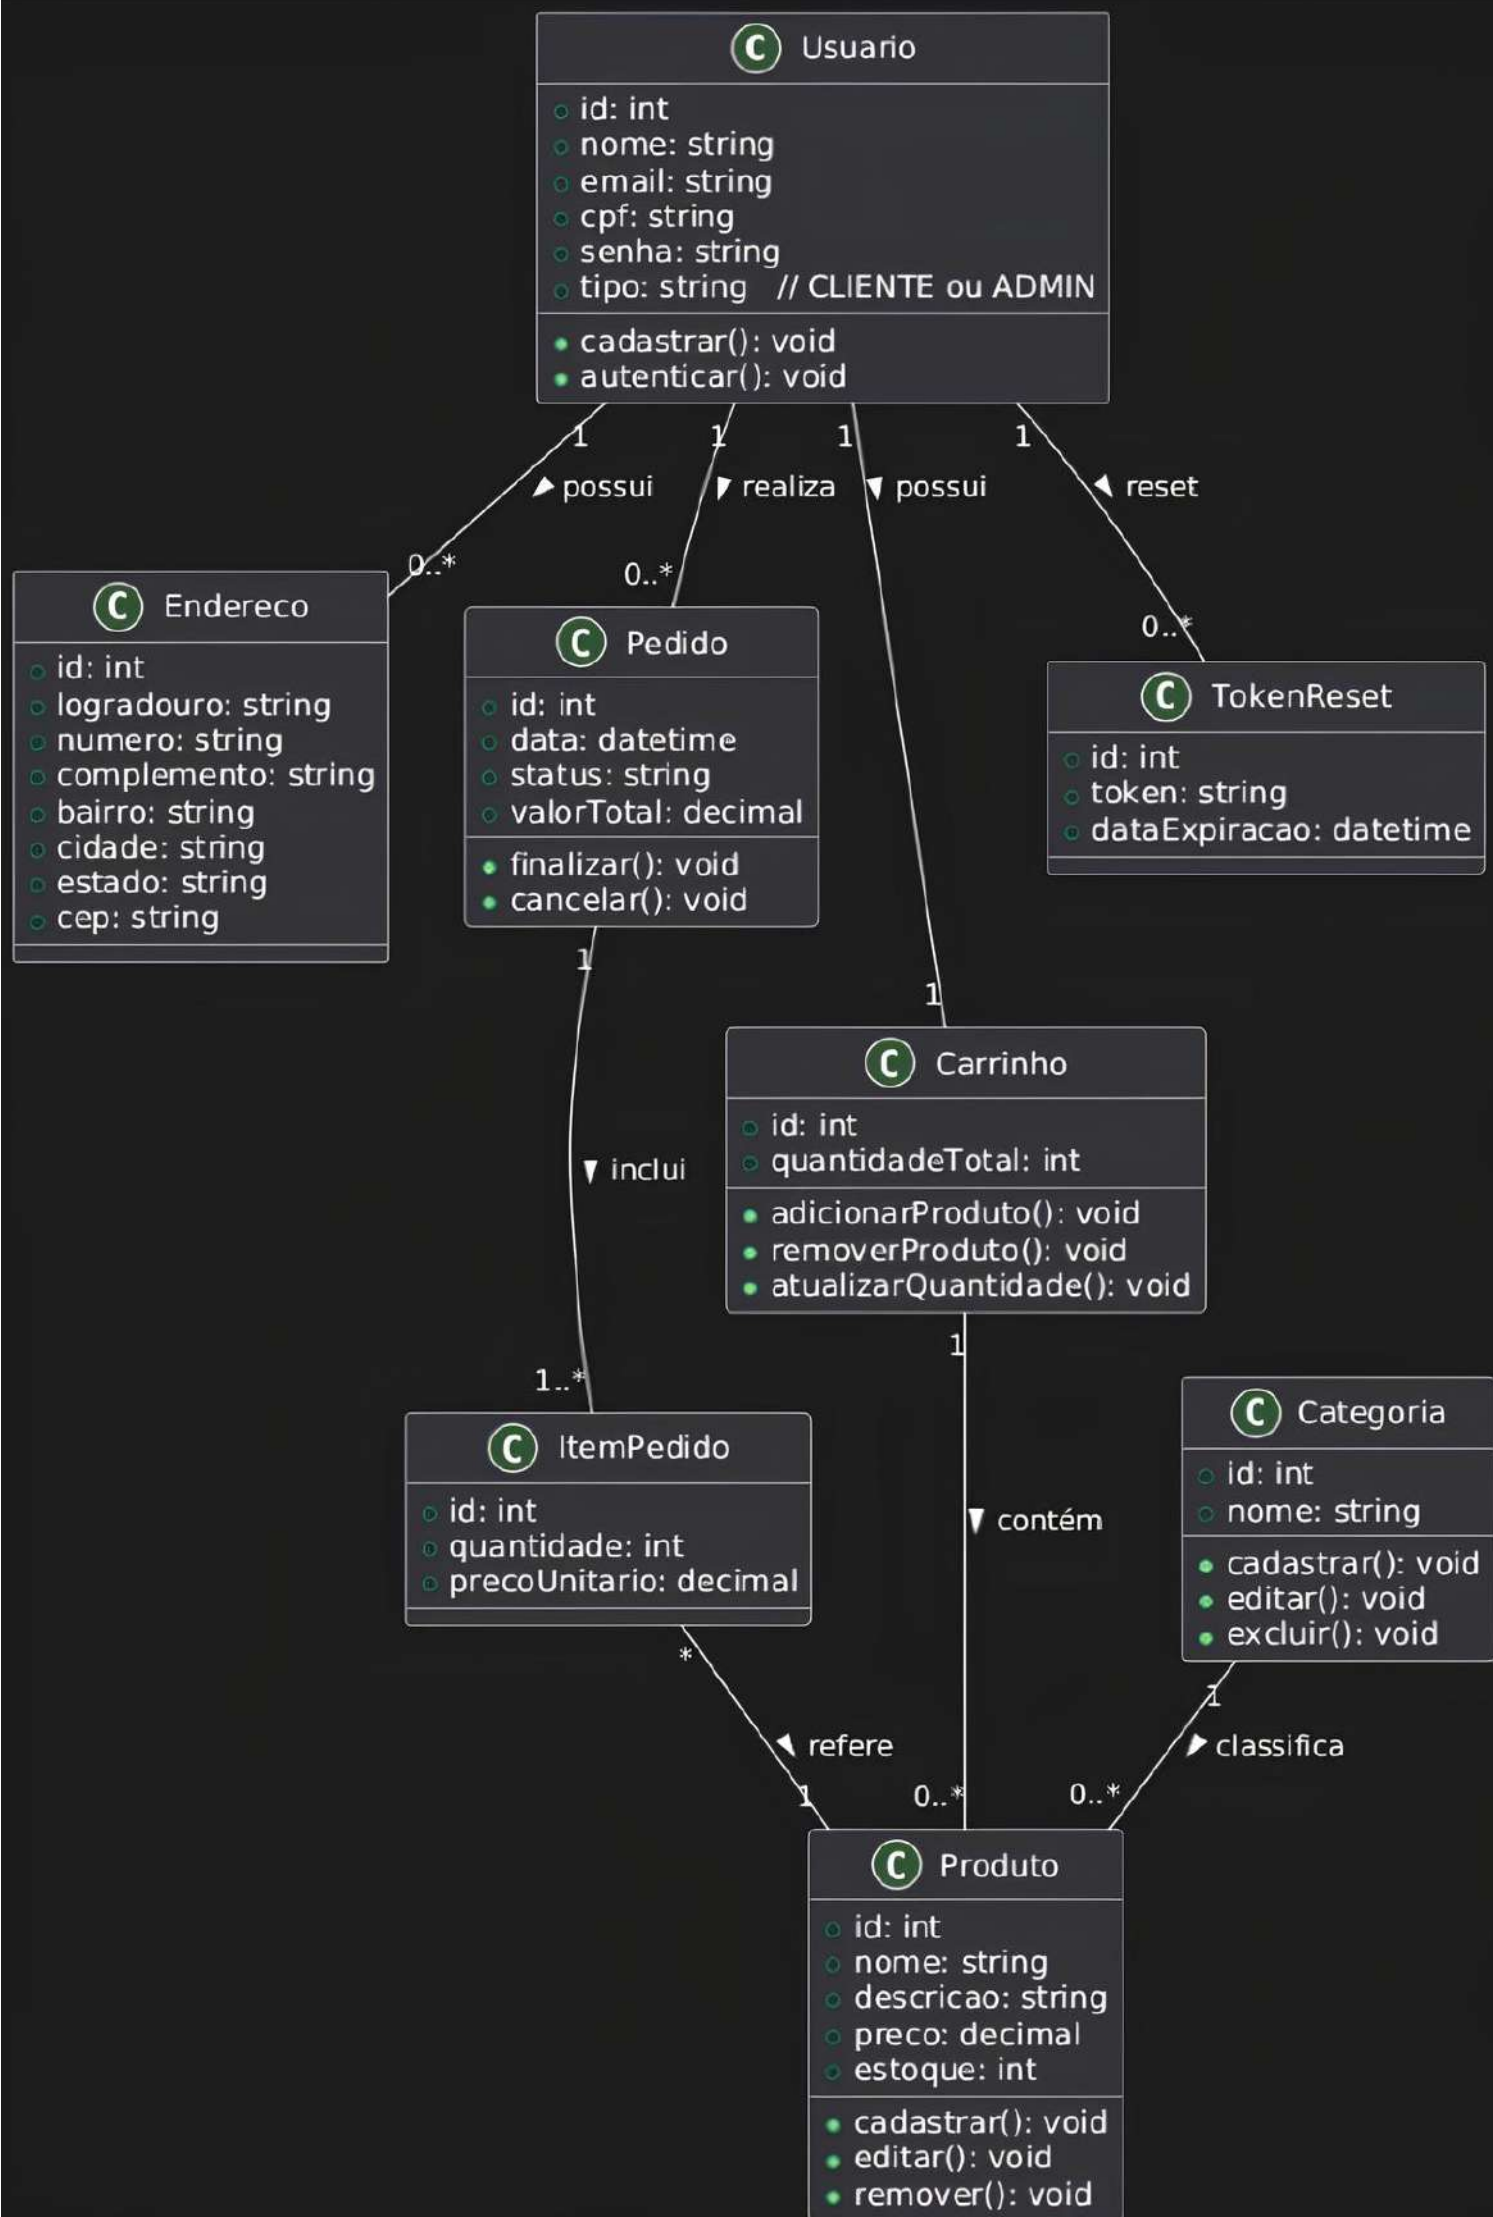 C Usuario
id: int
nome: string
email: string
cpf: string
senha: string
tipo: string // CLIENTE ou ADMIN
cadastrar(): void
autenticar(): void
1 1 1 1
possui realiza possui reset
0..* 0..* 0..*
C Endereco
id: int
logradouro: string
numero: string
complemento: string
bairro: string
cidade: string
estado: string
cep: string
C Pedido
id: int
data: datetime
status: string
valorTotal: decimal
finalizar(): void
cancelar(): void
C TokenReset
id: int
token: string
dataExpiracao: datetime
1
1
C Carrinho
id: int
quantidadeTotal: int
adicionarProduto(): void
removerProduto(): void
atualizarQuantidade(): void
inclui
1
1..*
C ItemPedido
id: int
quantidade: int
precoUnitario: decimal
C Categoria
id: int
nome: string
cadastrar(): void
editar(): void
excluir(): void
contém
*
1
refere classifica
1 0..* 0..*
C Produto
id: int
nome: string
descricao: string
preco: decimal
estoque: int
cadastrar(): void
editar(): void
remover(): void